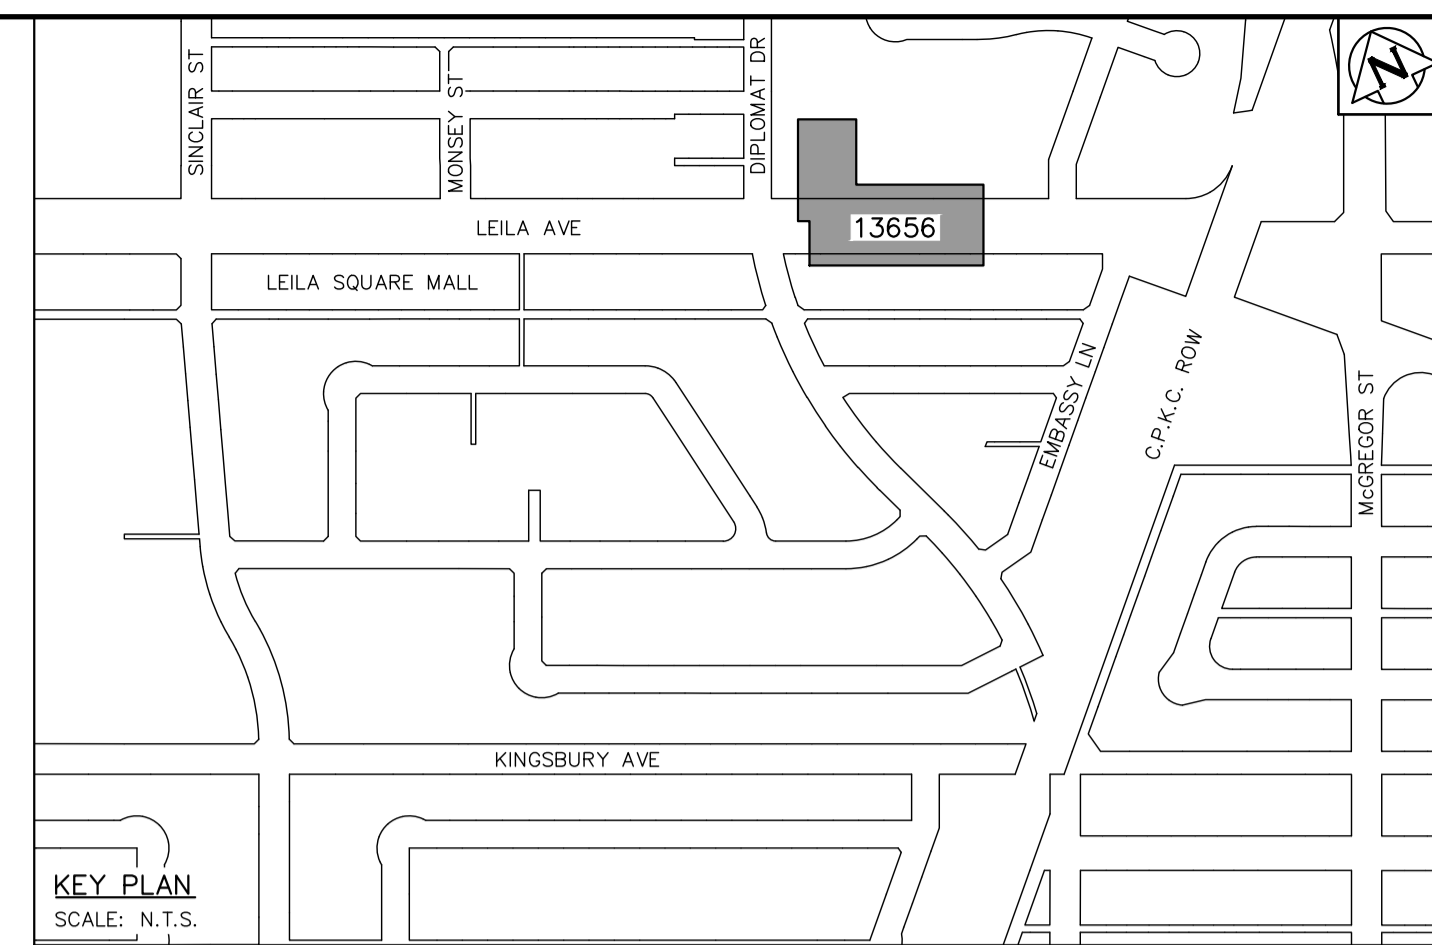 SINCLAIR ST
MONSEY ST
DIPLOMAT DR
N
LEILA AVE
13656
LEILA SQUARE MALL
EMBASSY LN
C.P.K.C. ROW
McGREGOR ST
KINGSBURY AVE
KEY PLAN
SCALE: N.T.S.